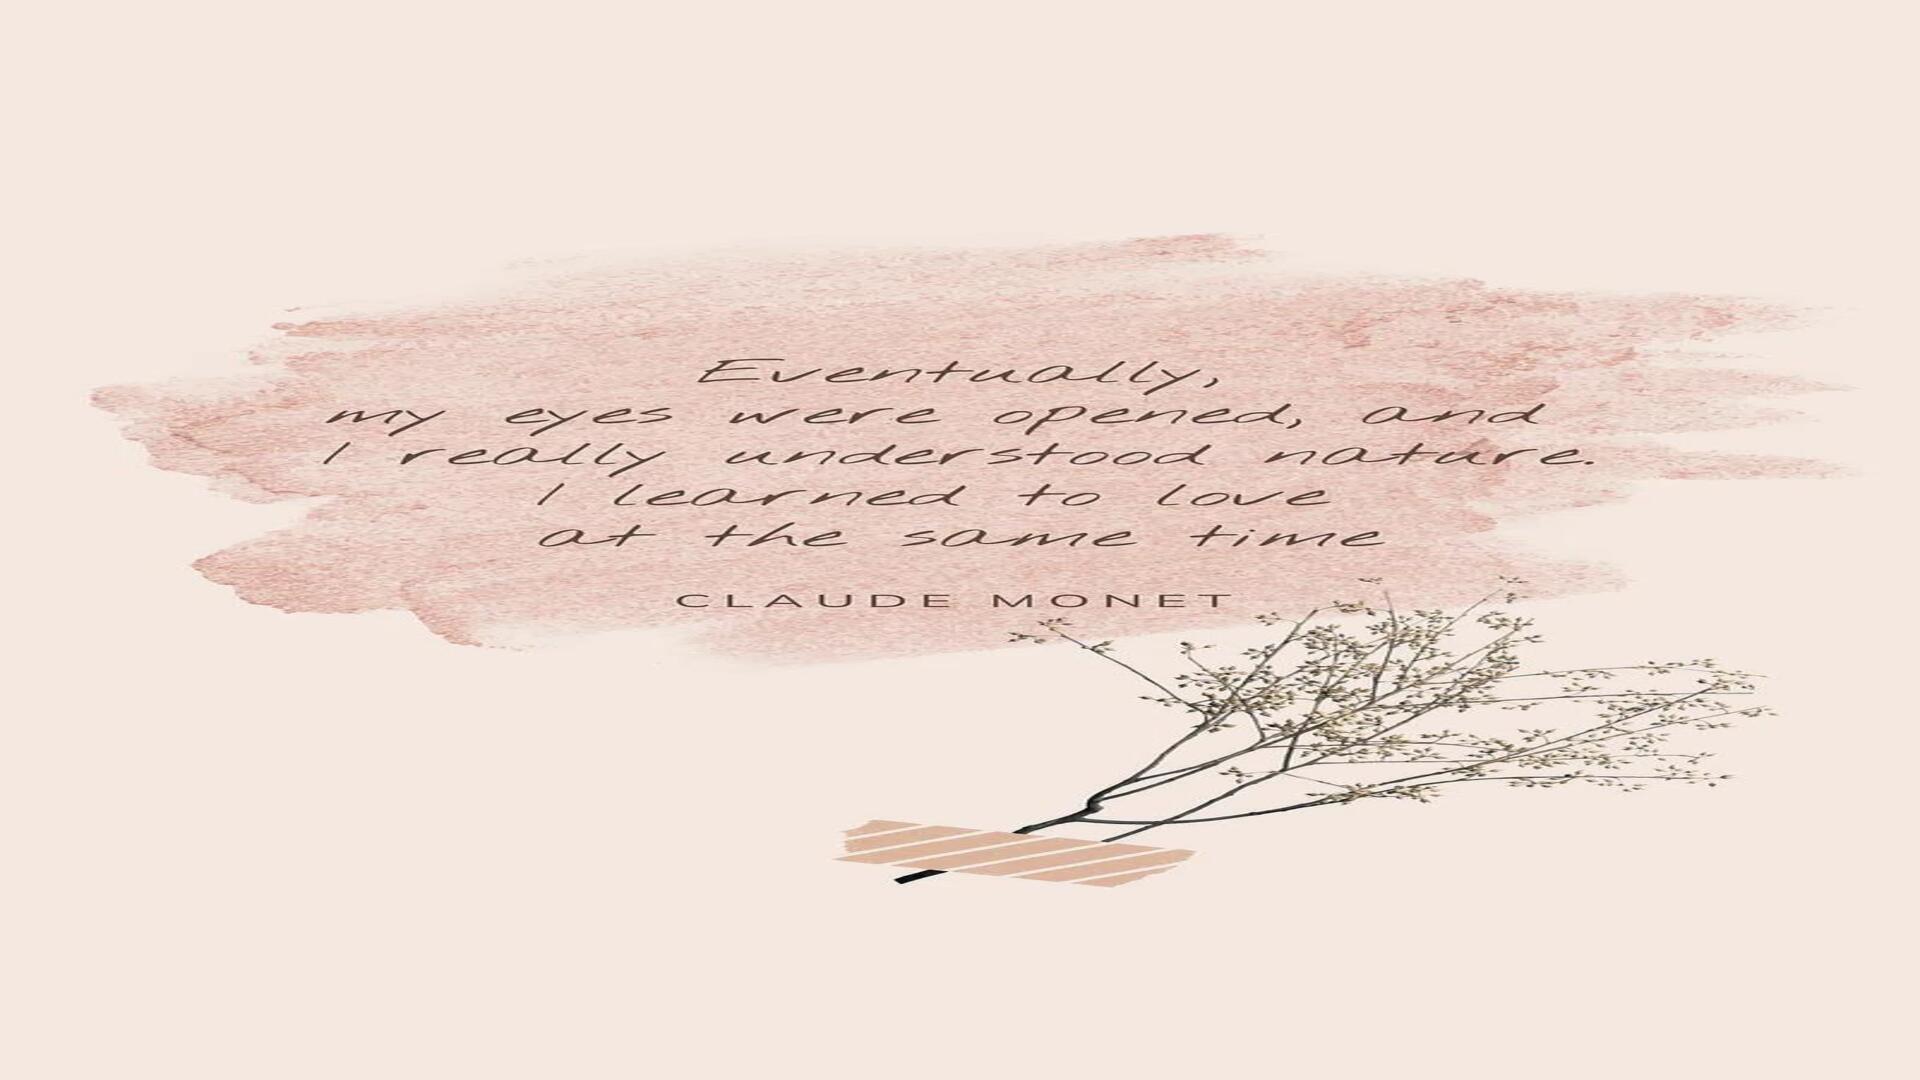 Eventually,
my eyes were opened, and
I really understood nature.
I learned to love
at the same time
CLAUDE MONET